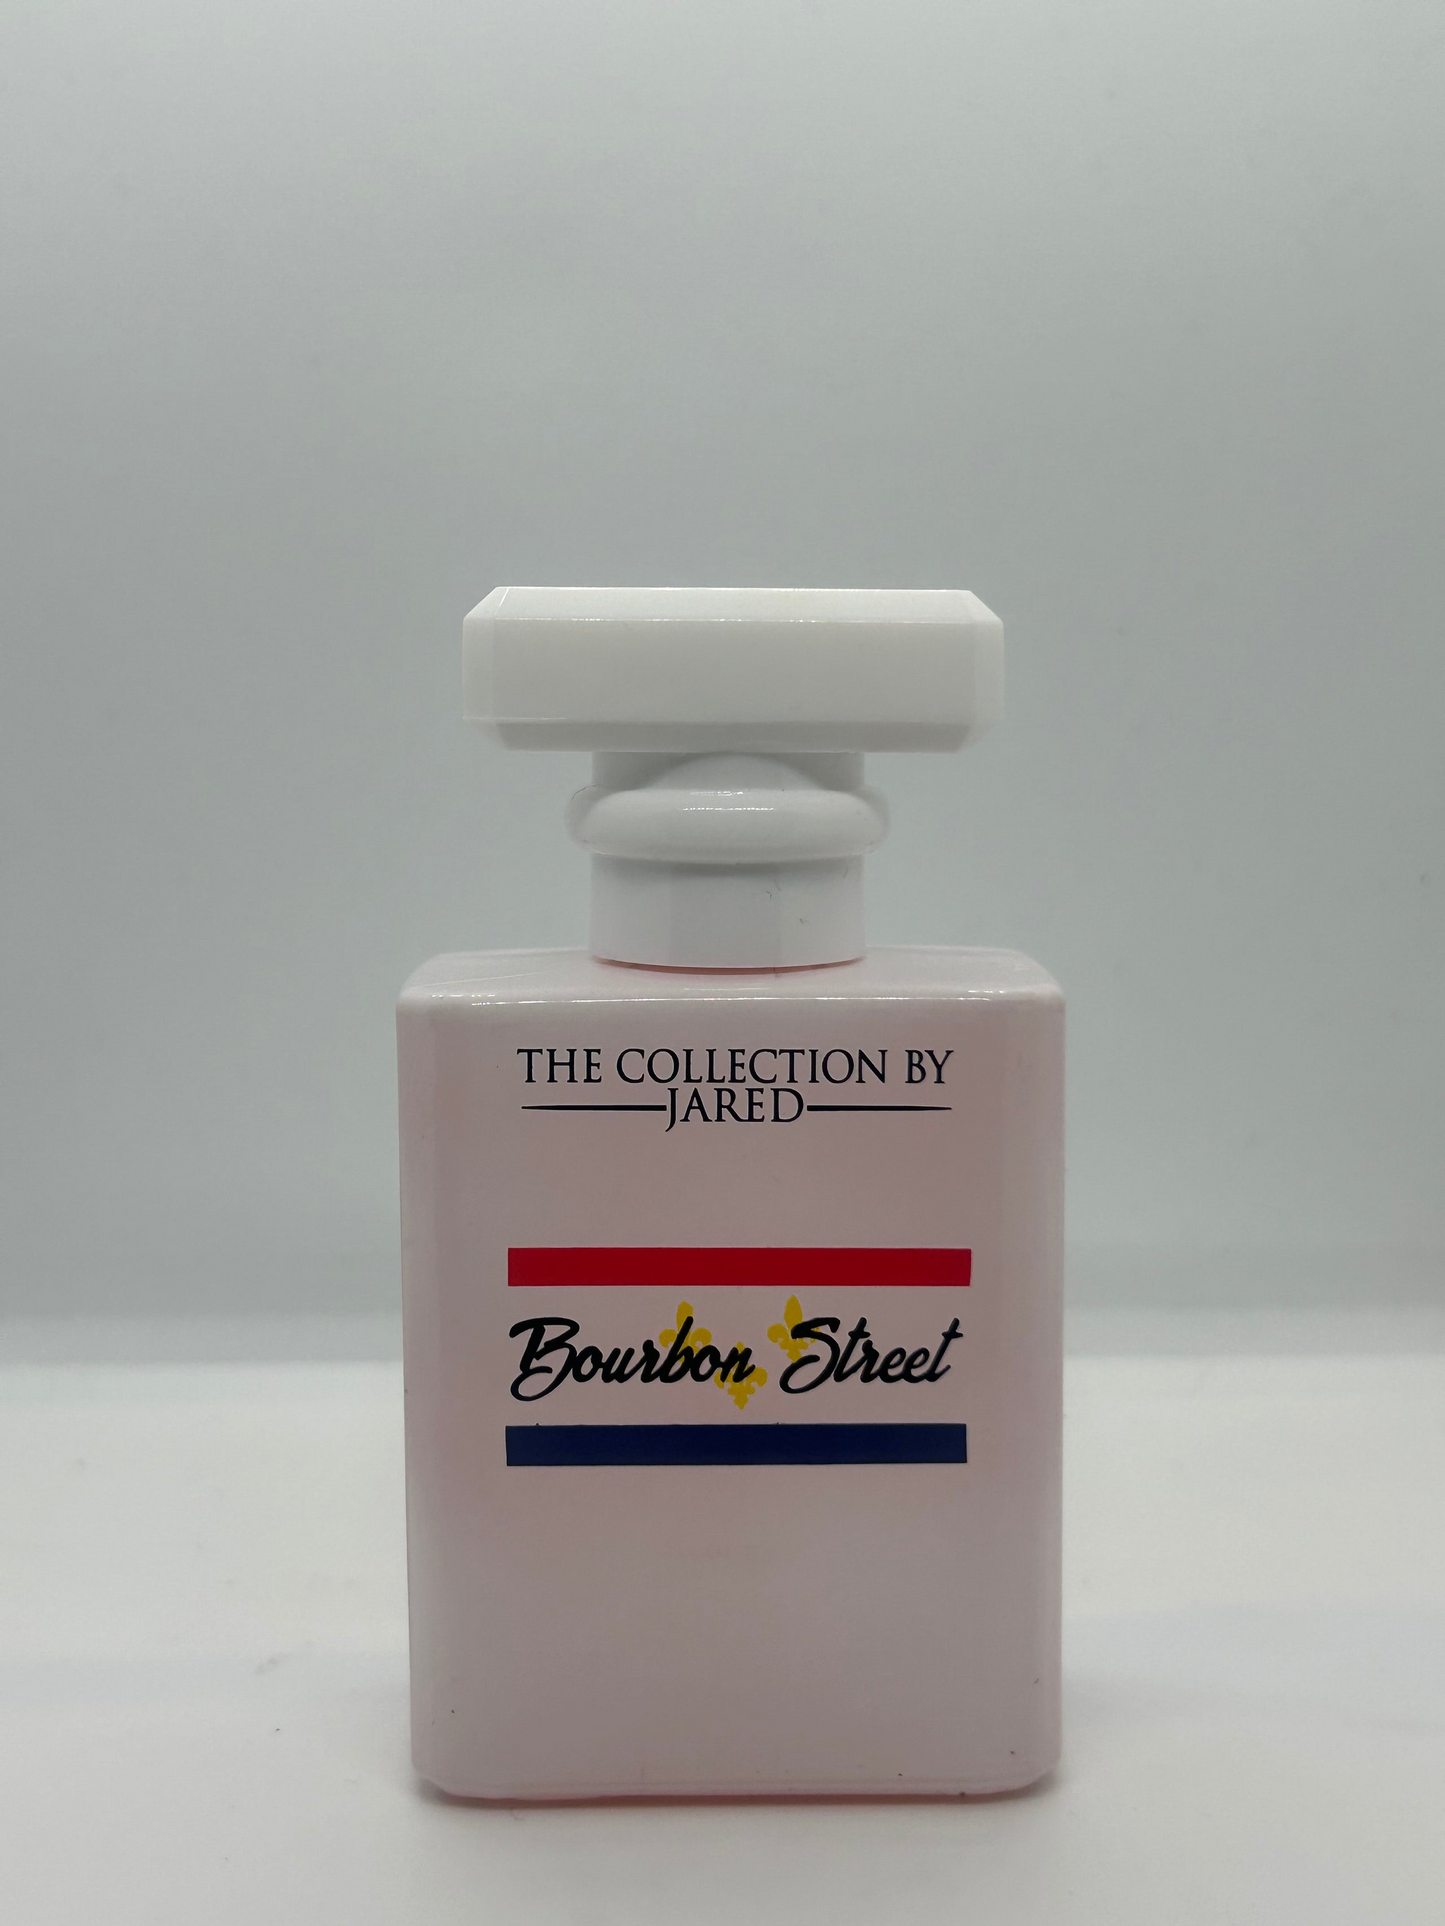 THE COLLECTION BY
JARED
Bourbon Street